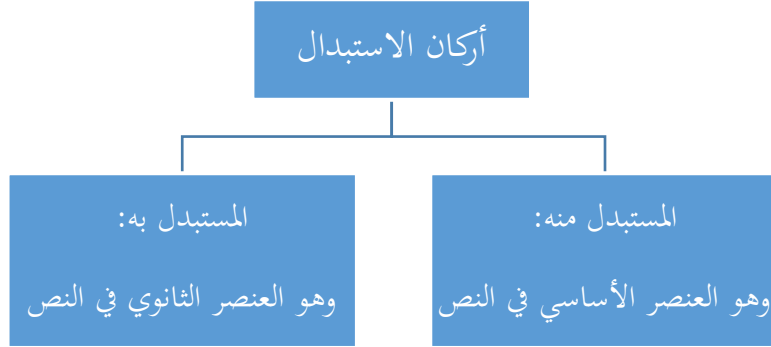 أركان الاستبدال
المستبدل منه:
وهو العنصر الأساسي في النص
المستبدل به:
وهو العنصر الثانوي في النص